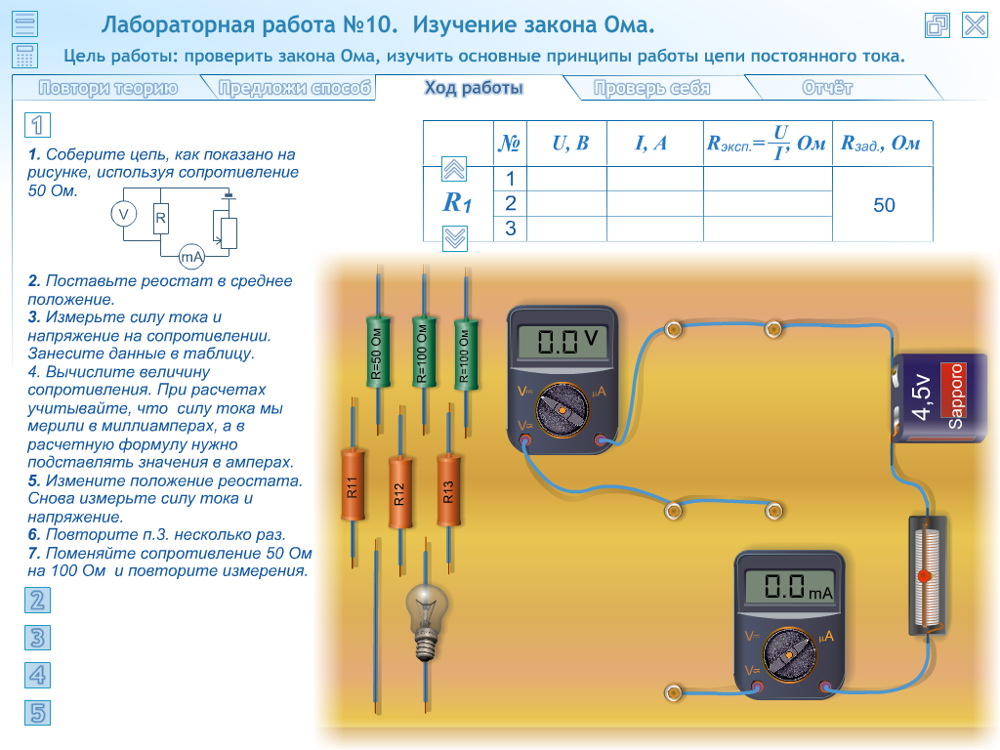 Лабораторная работа №10. Изучение закона Ома.
Цель работы: проверить закона Ома, изучить основные принципы работы цепи постоянного тока.
Повтори теорию
Предложи способ
Ход работы
Проверь себя
Отчёт
1
1. Соберите цепь, как показано на
рисунке, используя сопротивление
50 Ом.
V
R
mA
2. Поставьте реостат в среднее
положение.
3. Измерьте силу тока и
напряжение на сопротивлении.
Занесите данные в таблицу.
4. Вычислите величину
сопротивления. При расчетах
учитывайте, что силу тока мы
мерили в миллиамперах, а в
расчетную формулу нужно
подставлять значения в амперах.
5. Измените положение реостата.
Снова измерьте силу тока и
напряжение.
6. Повторите п.3. несколько раз.
7. Поменяйте сопротивление 50 Ом
на 100 Ом и повторите измерения.
2
3
4
5
№ U, В I, А Rэксп.=U/I, Ом Rзад., Ом
R1
1
2
3
50
R=50 Ом
R=100 Ом
R=100 Ом
R11
R12
R13
0.0 V
V= μA
V≂
4,5v
Sapporo
0.0 mA
V= μA
V≂